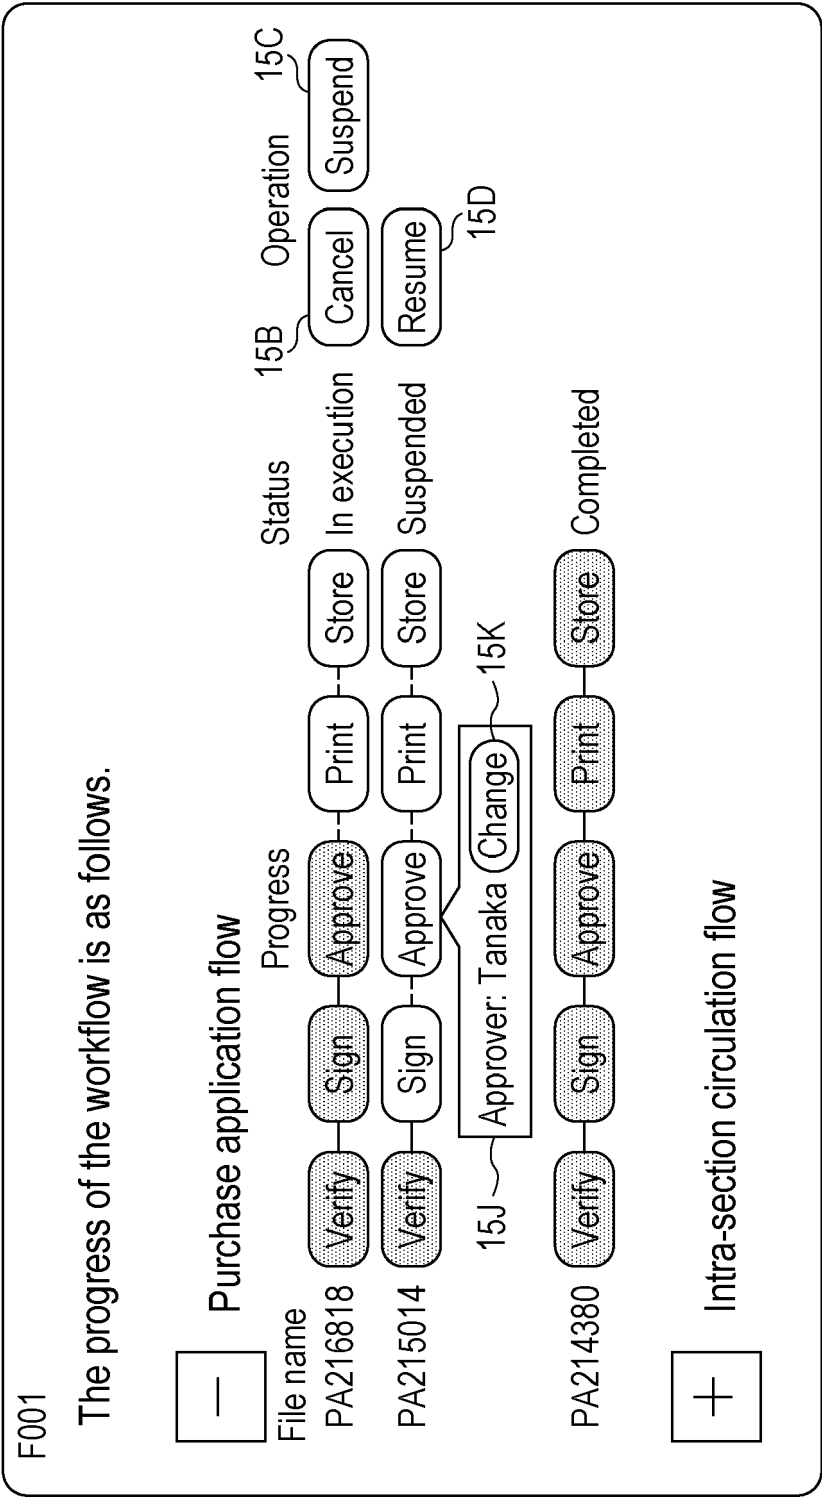 F001
The progress of the workflow is as follows.
− Purchase application flow
File name Progress Status Operation
15B 15C
PA216818 Verify Sign Approve Print Store In execution Cancel Suspend
PA215014 Verify Sign Approve Print Store Suspended Resume
15D
15J Approver: Tanaka Change 15K
PA214380 Verify Sign Approve Print Store Completed
+ Intra-section circulation flow